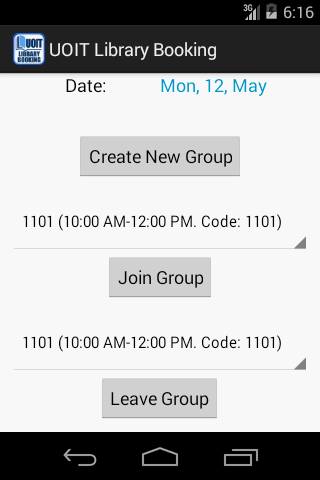 3G 6:16
UOIT
LIBRARY
BOOKING
UOIT Library Booking
Date: Mon, 12, May
Create New Group
1101 (10:00 AM-12:00 PM. Code: 1101)
Join Group
1101 (10:00 AM-12:00 PM. Code: 1101)
Leave Group